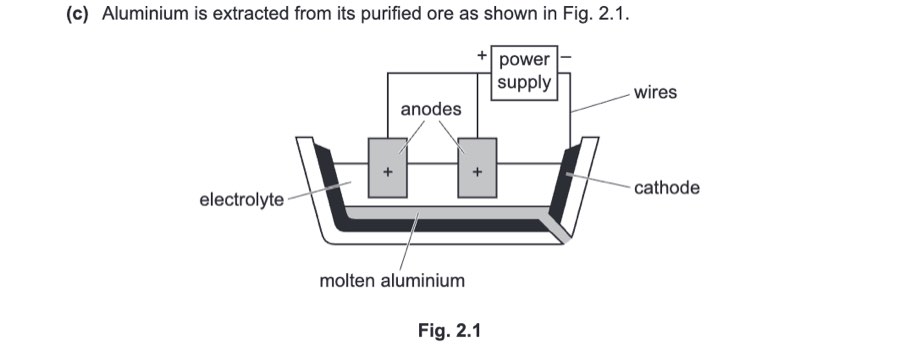 (c) Aluminium is extracted from its purified ore as shown in Fig. 2.1.
+ power –
supply
wires
anodes
+ +
cathode
electrolyte
molten aluminium
Fig. 2.1